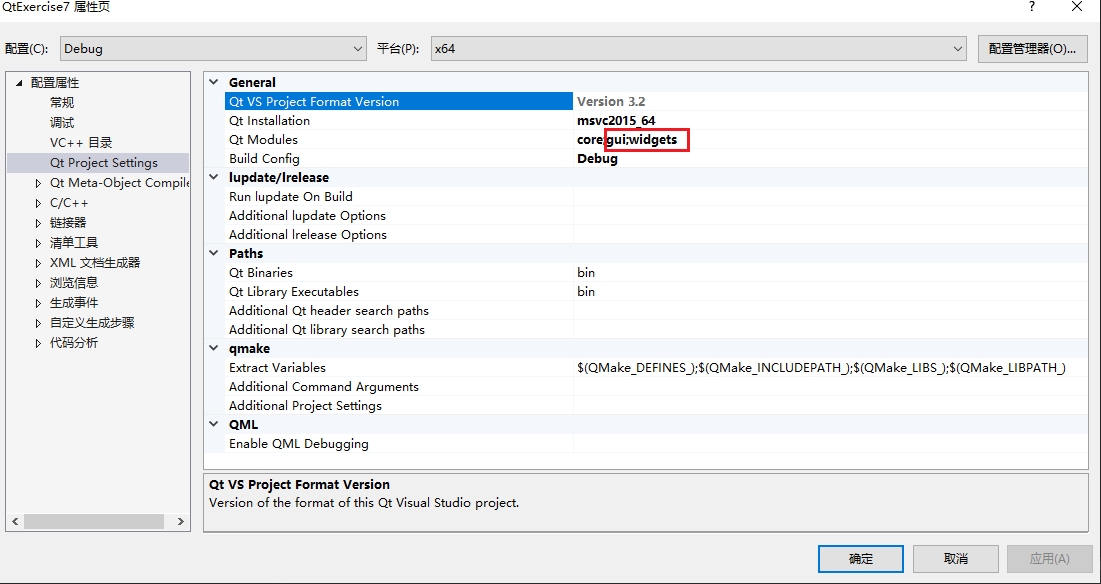 QtExercise7 属性页
配置(C): Debug 平台(P): x64 配置管理器(O)...
配置属性
常规
调试
VC++ 目录
Qt Project Settings
Qt Meta-Object Compile
C/C++
链接器
清单工具
XML 文档生成器
浏览信息
生成事件
自定义生成步骤
代码分析
General
Qt VS Project Format Version Version 3.2
Qt Installation msvc2015_64
Qt Modules core;gui;widgets
Build Config Debug
lupdate/lrelease
Run lupdate On Build
Additional lupdate Options
Additional lrelease Options
Paths
Qt Binaries bin
Qt Library Executables bin
Additional Qt header search paths
Additional Qt library search paths
qmake
Extract Variables $(QMake_DEFINES_);$(QMake_INCLUDEPATH_);$(QMake_LIBS_);$(QMake_LIBPATH_)
Additional Command Arguments
Additional Project Settings
QML
Enable QML Debugging
Qt VS Project Format Version
Version of the format of this Qt Visual Studio project.
确定 取消 应用(A)